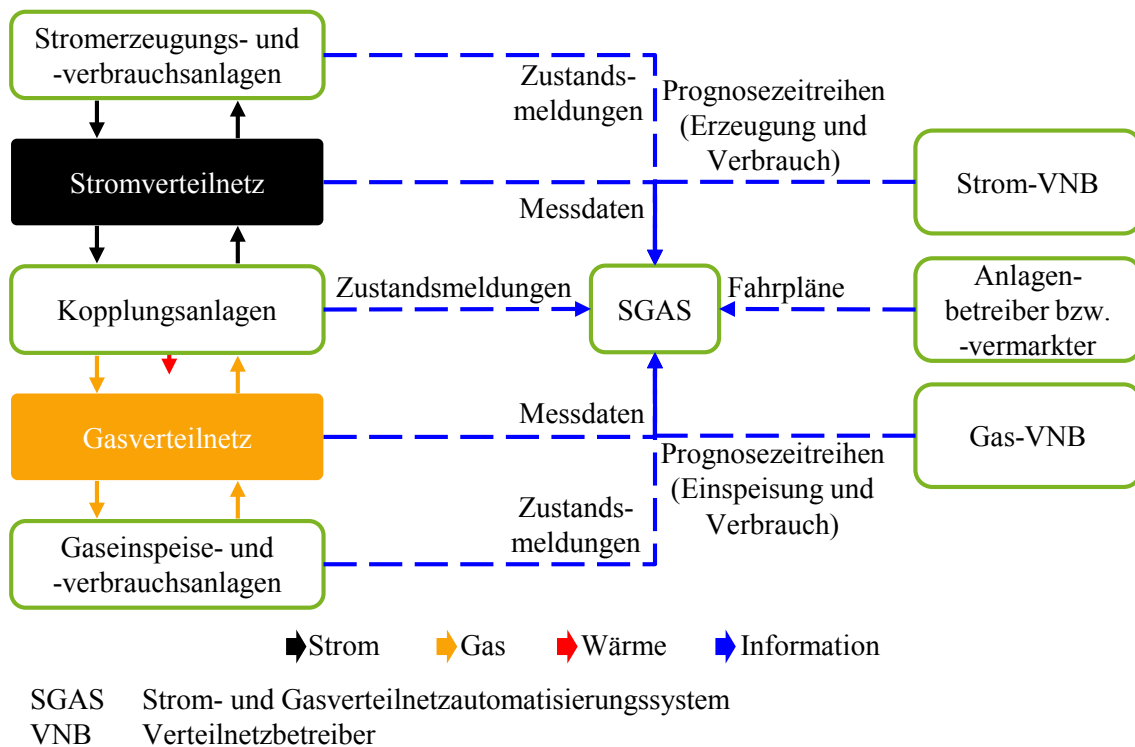 Stromerzeugungs- und
-verbrauchsanlagen
Zustands-
meldungen
Prognosezeitreihen
(Erzeugung und
Verbrauch)
Stromverteilnetz
Messdaten
Strom-VNB
Kopplungsanlagen
Zustandsmeldungen
SGAS
Fahrpläne
Anlagen-
betreiber bzw.
-vermarkter
Gasverteilnetz
Messdaten
Gas-VNB
Prognosezeitreihen
(Einspeisung und
Verbrauch)
Zustands-
meldungen
Gaseinspeise- und
-verbrauchsanlagen
Strom Gas Wärme Information
SGAS Strom- und Gasverteilnetzautomatisierungssystem
VNB Verteilnetzbetreiber